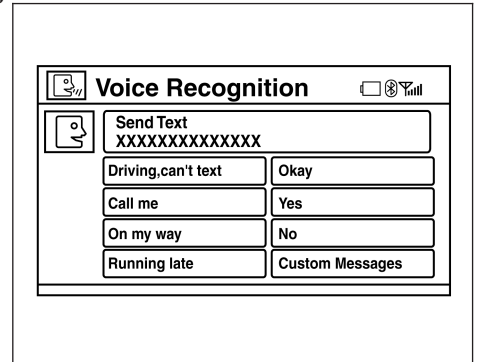 Voice Recognition
Send Text
XXXXXXXXXXXXXX
Driving,can't text
Okay
Call me
Yes
On my way
No
Running late
Custom Messages